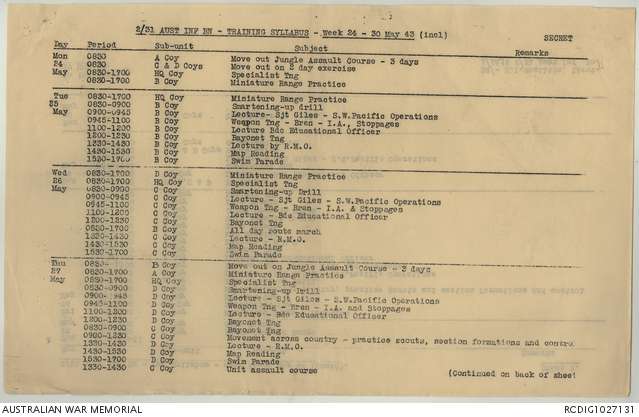 2/31 AUST INF BN - TRAINING SYLLABUS - Week 24 - 30 May 43 (incl)
SECRET
Day Period Sub-unit Subject Remarks
Mon 0830 A Coy Move out Jungle Assault Course - 3 days
24 0830 C & D Coys Move out on 2 day exercise
May 0830-1700 HQ Coy Specialist Tng
0830-1700 B Coy Miniature Range Practice
Tue 0830-1700 HQ Coy Miniature Range Practice
25 0830-0900 B Coy Smartening-up drill
May 0900-0945 B Coy Lecture- Sjt Giles - S.W.Pacific Operations
0945-1100 B Coy Weapon Tng - Bren - I.A., Stoppages
1100-1200 B Coy Lecture Bde Educational Officer
1200-1230 B Coy Bayonet Tng
1330-1430 B Coy Lecture by R.M.O.
1430-1530 B Coy Map Reading
1530-1700 B Coy Swim Parade
Wed 0830-1700 D Coy Miniature Range Practice
26 0830-1700 HQ Coy Specialist Tng
May 0830-0900 C Coy Smartening-up Drill
0900-0945 C Coy Lecture - Sjt Giles - S.W.Pacific Operations
0945-1100 C Coy Weapon Tng - Bren - I.A. & Stoppages
1100-1200 C Coy Lecture - Bde Educational Officer
1200-1230 C Coy Bayonet Tng
0830-1700 B Coy All day route march
1330-1430 C Coy Lecture - R.M.O.
1430-1530 C Coy Map Reading
1530-1700 C Coy Swim Parade
Thu 0830- B Coy Move out on Jungle Assault Course - 3 days
27 0830-1700 A Coy Miniature Range Practice
May 0830-1700 HQ Coy Specialist Tng
0830-0900 D Coy Smartening-up Drill
0900-0945 D Coy Lecture - Sjt Giles - S.W.Pacific Operations
0945-1100 D Coy Weapon Tng - Bren - I.A. and Stoppages
1100-1200 D Coy Lecture - Bde Educational Officer
1200-1230 D Coy Bayonet Tng
0830-0900 C Coy Bayonet Tng
0900-1230 C Coy Movement across country - practice scouts, section formations and control
1330-1430 D Coy Lecture - R.M.O.
1430-1530 D Coy Map Reading
1530-1700 D Coy Swim Parade
1330-1430 C Coy Unit assault course
(Continued on back of sheet
AUSTRALIAN WAR MEMORIAL
RCDIG1027131